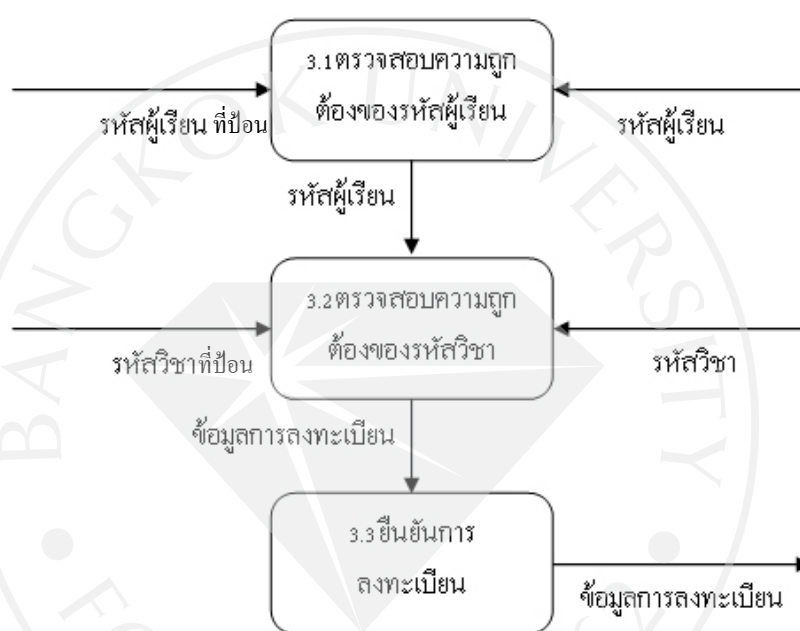 3.1ตรวจสอบความถูก
ต้องของรหัสผู้เรียน
รหัสผู้เรียน ที่ป้อน
รหัสผู้เรียน
รหัสผู้เรียน
3.2ตรวจสอบความถูก
ต้องของรหัสวิชา
รหัสวิชาที่ป้อน
รหัสวิชา
ข้อมูลการลงทะเบียน
3.3ยืนยันการ
ลงทะเบียน
ข้อมูลการลงทะเบียน
BANGKOK UNIVERSITY